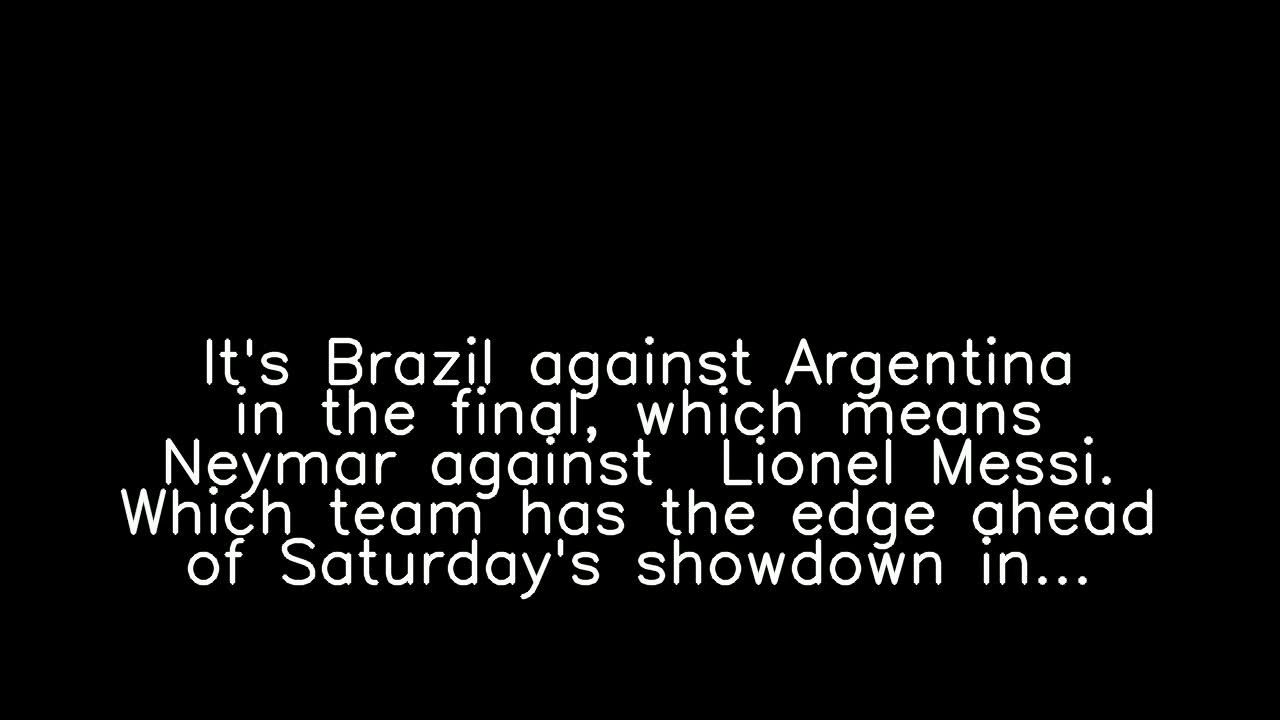 It's Brazil against Argentina
in the final, which means
Neymar against  Lionel Messi.
Which team has the edge ahead
of Saturday's showdown in...